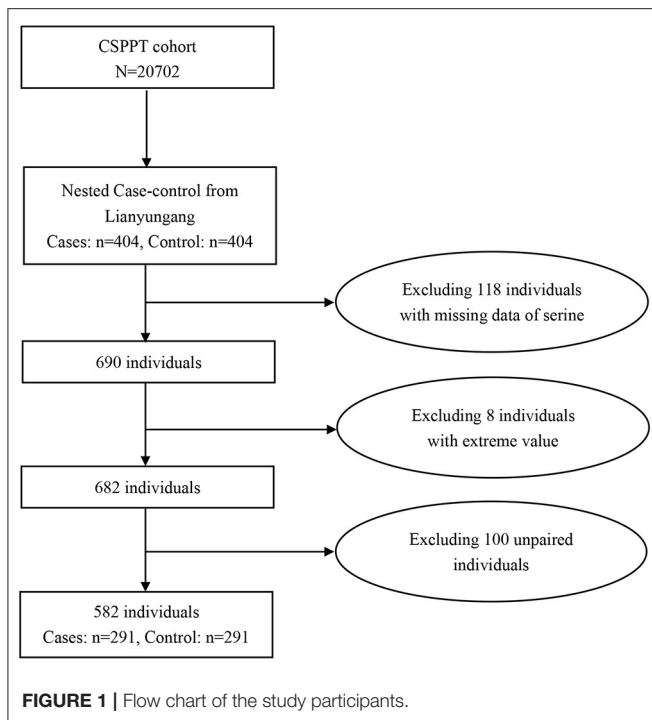 CSPPT cohort
N=20702
Nested Case-control from
Lianyungang
Cases: n=404, Control: n=404
Excluding 118 individuals
with missing data of serine
690 individuals
Excluding 8 individuals
with extreme value
682 individuals
Excluding 100 unpaired
individuals
582 individuals
Cases: n=291, Control: n=291
FIGURE 1 | Flow chart of the study participants.